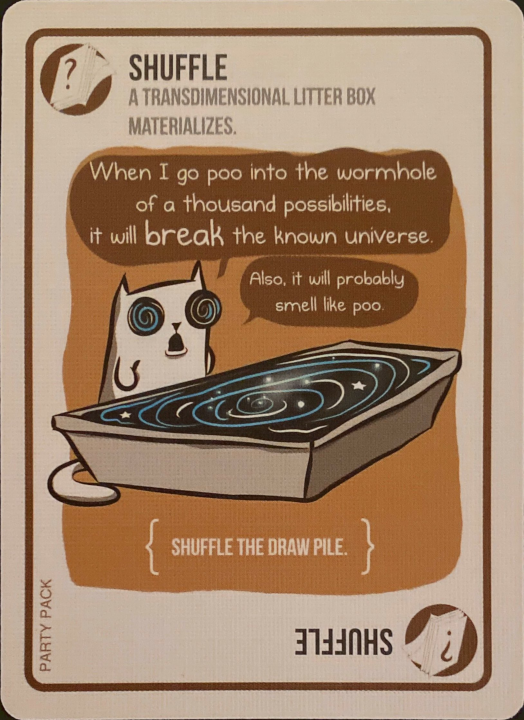 ?
SHUFFLE
A TRANSDIMENSIONAL LITTER BOX
MATERIALIZES.
When I go poo into the wormhole
of a thousand possibilities,
it will break the known universe.
Also, it will probably
smell like poo.
{ SHUFFLE THE DRAW PILE. }
PARTY PACK
SHUFFLE
?